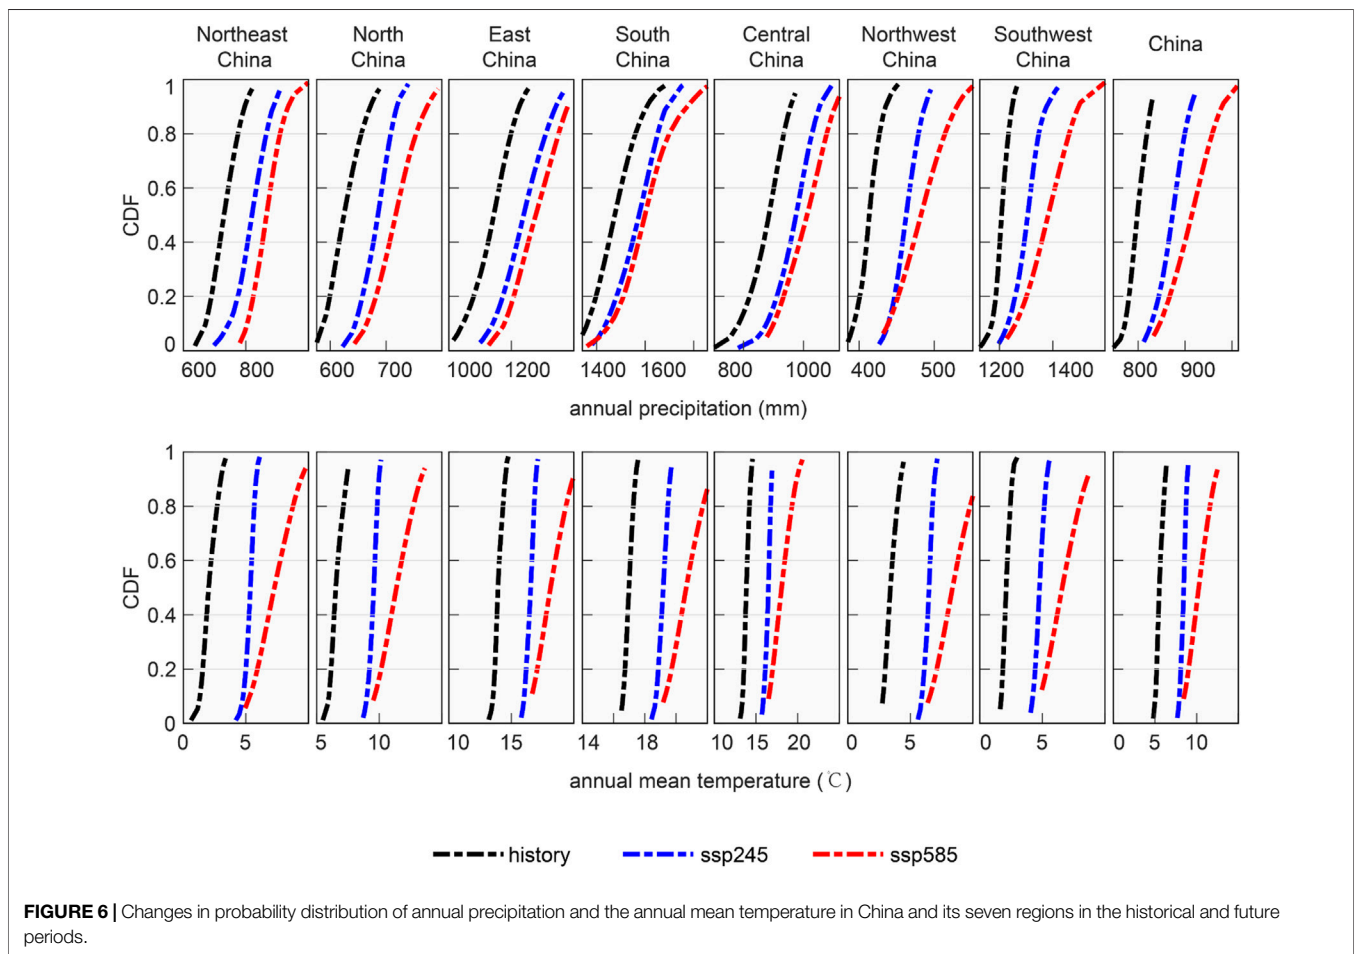 Northeast China
North China
East China
South China
Central China
Northwest China
Southwest China
China
CDF
1
0.8
0.6
0.4
0.2
0
600 800
600 700
1000 1200
1400 1600
800 1000
400 500
1200 1400
800 900
annual precipitation (mm)
CDF
1
0.8
0.6
0.4
0.2
0
0 5
5 10
10 15
14 18
10 15 20
0 5
0 5
0 5 10
annual mean temperature (℃)
history ssp245 ssp585
FIGURE 6 | Changes in probability distribution of annual precipitation and the annual mean temperature in China and its seven regions in the historical and future
periods.